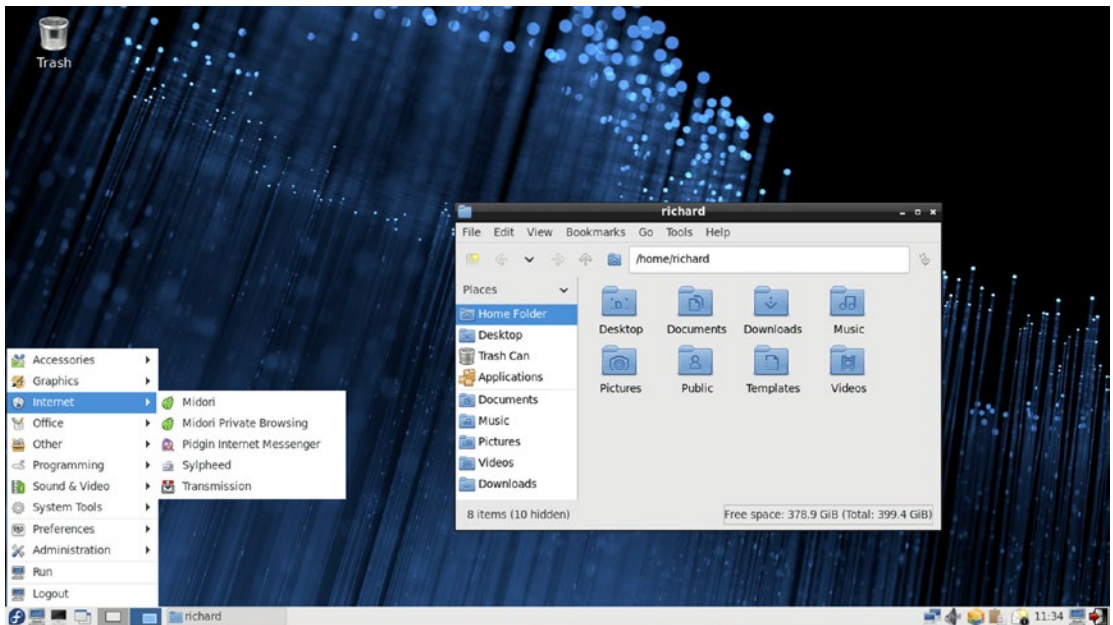 Trash
richard
File Edit View Bookmarks Go Tools Help
/home/richard
Places
Home Folder
Desktop
Trash Can
Applications
Documents
Music
Pictures
Videos
Downloads
Desktop Documents Downloads Music
Pictures Public Templates Videos
8 items (10 hidden)
Free space: 378.9 GiB (Total: 399.4 GiB)
Accessories
Graphics
Internet
Office
Other
Programming
Sound & Video
System Tools
Preferences
Administration
Run
Logout
Midori
Midori Private Browsing
Pidgin Internet Messenger
Sylpheed
Transmission
richard
11:34